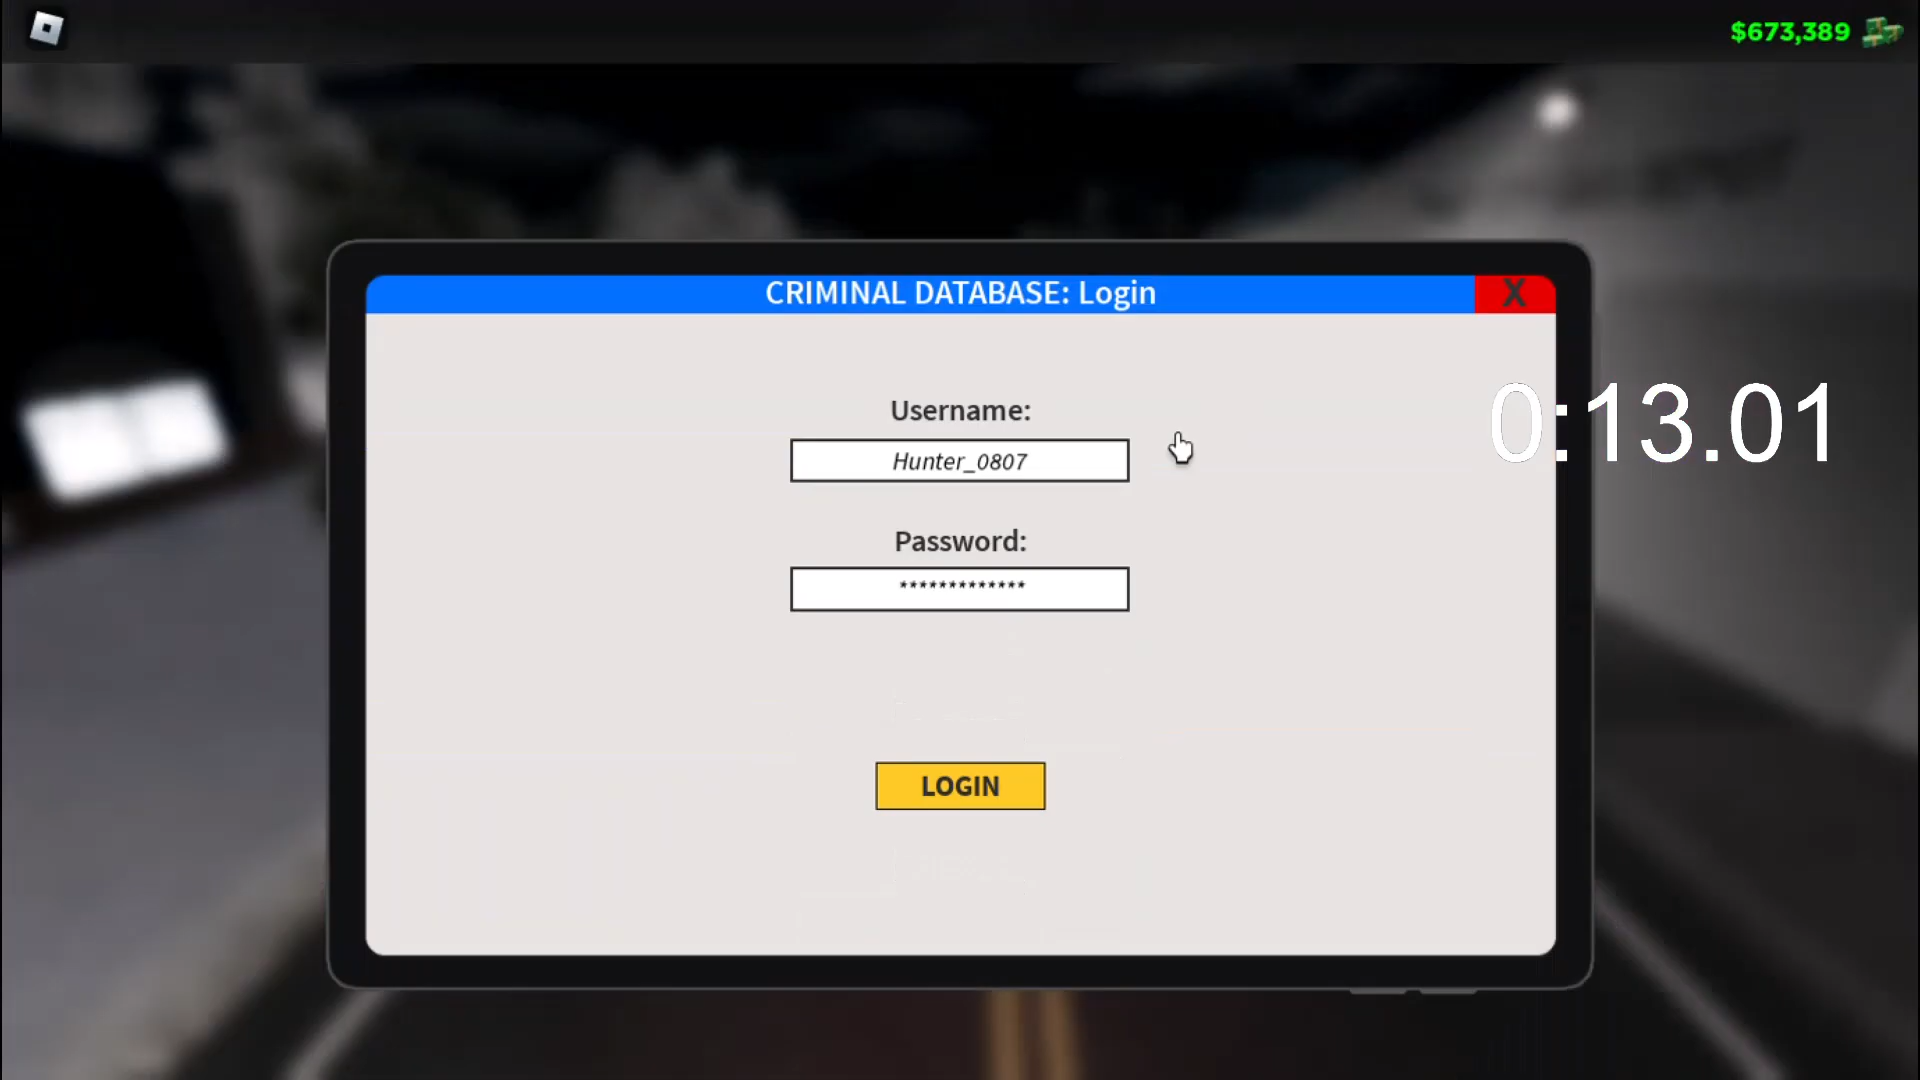 $673,389
CRIMINAL DATABASE: Login
X
Username:
Hunter_0807
0:13.01
Password:
*************
LOGIN